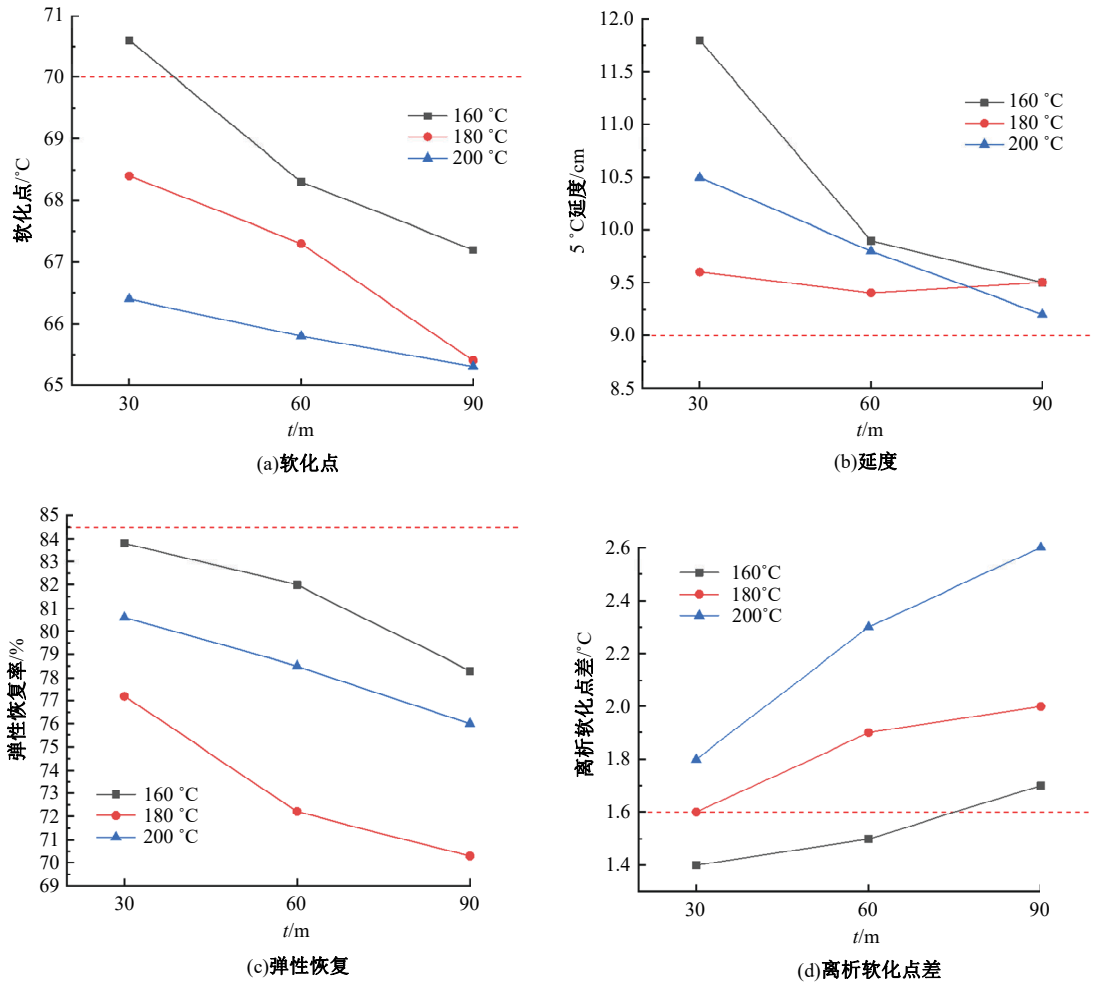 71
70
69
68
67
66
65
软化点/˚C
160 ˚C
180 ˚C
200 ˚C
30
60
90
t/m
(a)软化点
12.0
11.5
11.0
10.5
10.0
9.5
9.0
8.5
5 ˚C延度/cm
160 ˚C
180 ˚C
200 ˚C
30
60
90
t/m
(b)延度
85
84
83
82
81
80
79
78
77
76
75
74
73
72
71
70
69
弹性恢复率/%
160 ˚C
180 ˚C
200 ˚C
30
60
90
t/m
(c)弹性恢复
2.6
2.4
2.2
2.0
1.8
1.6
1.4
离析软化点差/˚C
160˚C
180˚C
200˚C
30
60
90
t/m
(d)离析软化点差